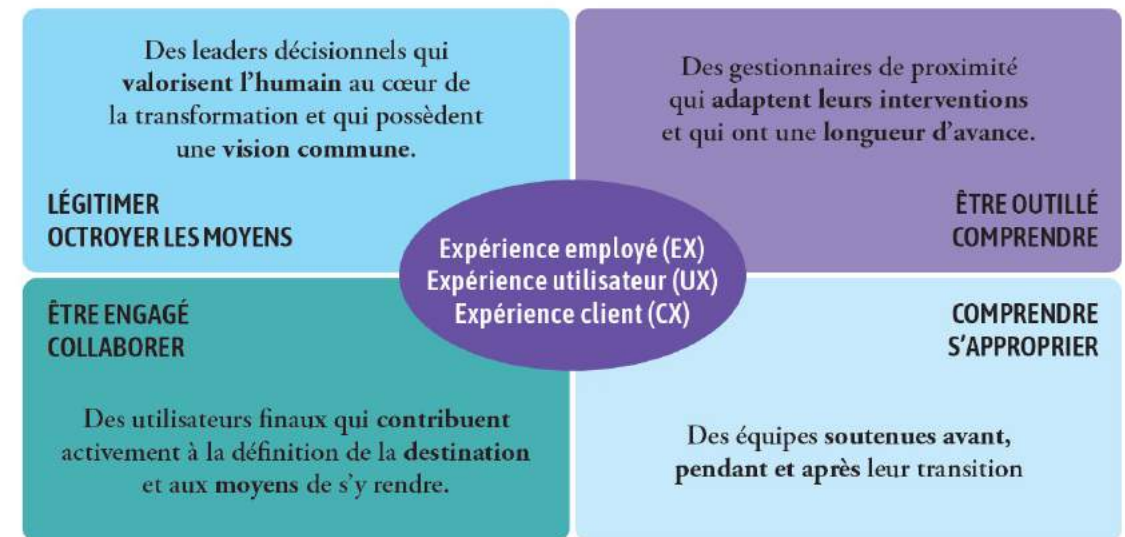 Des leaders décisionnels qui
valorisent l’humain au cœur de
la transformation et qui possèdent
une vision commune.
LÉGITIMER
OCTROYER LES MOYENS
Des gestionnaires de proximité
qui adaptent leurs interventions
et qui ont une longueur d’avance.
ÊTRE OUTILLÉ
COMPRENDRE
Expérience employé (EX)
Expérience utilisateur (UX)
Expérience client (CX)
ÊTRE ENGAGÉ
COLLABORER
Des utilisateurs finaux qui contribuent
activement à la définition de la destination
et aux moyens de s’y rendre.
COMPRENDRE
S’APPROPRIER
Des équipes soutenues avant,
pendant et après leur transition